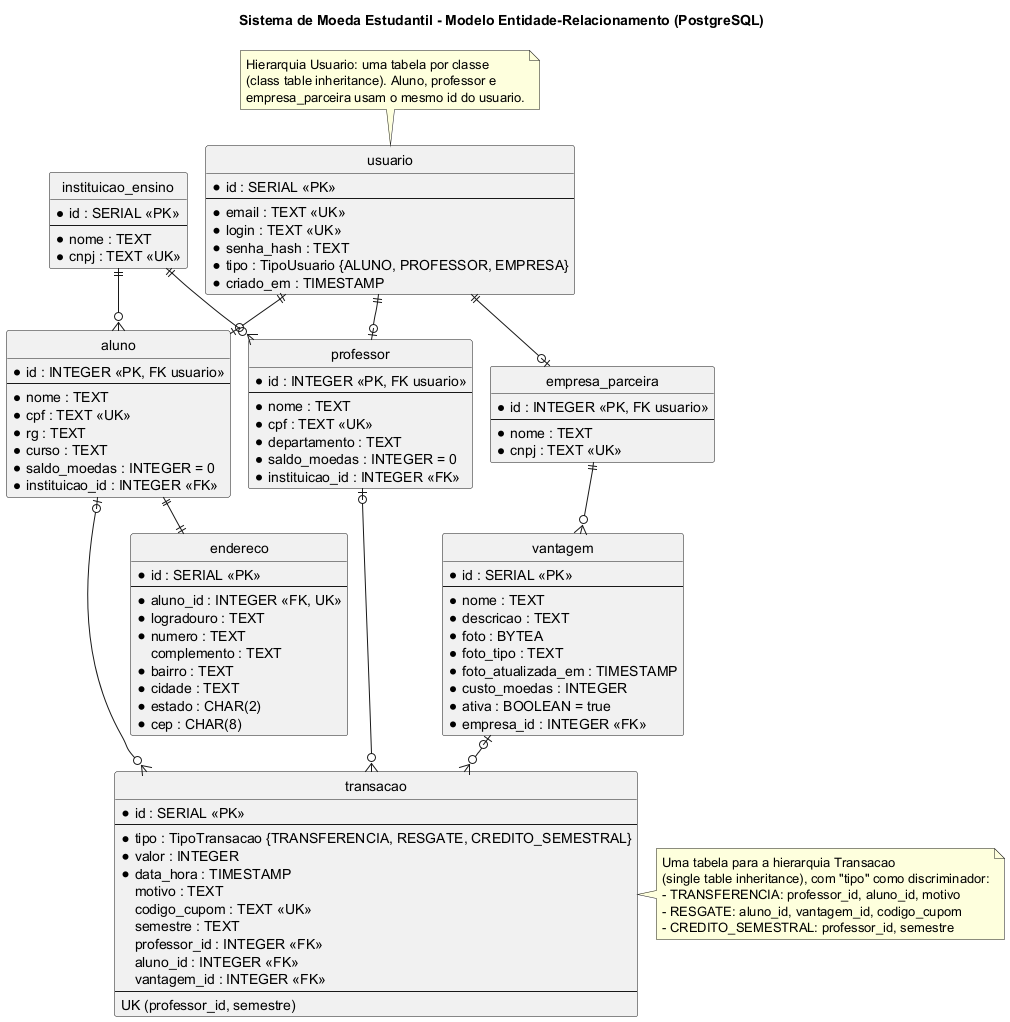 Sistema de Moeda Estudantil - Modelo Entidade-Relacionamento (PostgreSQL)
Hierarquia Usuario: uma tabela por classe
(class table inheritance). Aluno, professor e
empresa_parceira usam o mesmo id do usuario.
instituicao_ensino
id : SERIAL «PK»
nome : TEXT
cnpj : TEXT «UK»
usuario
id : SERIAL «PK»
email : TEXT «UK»
login : TEXT «UK»
senha_hash : TEXT
tipo : TipoUsuario {ALUNO, PROFESSOR, EMPRESA}
criado_em : TIMESTAMP
aluno
id : INTEGER «PK, FK usuario»
nome : TEXT
cpf : TEXT «UK»
rg : TEXT
curso : TEXT
saldo_moedas : INTEGER = 0
instituicao_id : INTEGER «FK»
professor
id : INTEGER «PK, FK usuario»
nome : TEXT
cpf : TEXT «UK»
departamento : TEXT
saldo_moedas : INTEGER = 0
instituicao_id : INTEGER «FK»
empresa_parceira
id : INTEGER «PK, FK usuario»
nome : TEXT
cnpj : TEXT «UK»
endereco
id : SERIAL «PK»
aluno_id : INTEGER «FK, UK»
logradouro : TEXT
numero : TEXT
complemento : TEXT
bairro : TEXT
cidade : TEXT
estado : CHAR(2)
cep : CHAR(8)
vantagem
id : SERIAL «PK»
nome : TEXT
descricao : TEXT
foto : BYTEA
foto_tipo : TEXT
foto_atualizada_em : TIMESTAMP
custo_moedas : INTEGER
ativa : BOOLEAN = true
empresa_id : INTEGER «FK»
transacao
id : SERIAL «PK»
tipo : TipoTransacao {TRANSFERENCIA, RESGATE, CREDITO_SEMESTRAL}
valor : INTEGER
data_hora : TIMESTAMP
motivo : TEXT
codigo_cupom : TEXT «UK»
semestre : TEXT
professor_id : INTEGER «FK»
aluno_id : INTEGER «FK»
vantagem_id : INTEGER «FK»
UK (professor_id, semestre)
Uma tabela para a hierarquia Transacao
(single table inheritance), com "tipo" como discriminador:
- TRANSFERENCIA: professor_id, aluno_id, motivo
- RESGATE: aluno_id, vantagem_id, codigo_cupom
- CREDITO_SEMESTRAL: professor_id, semestre